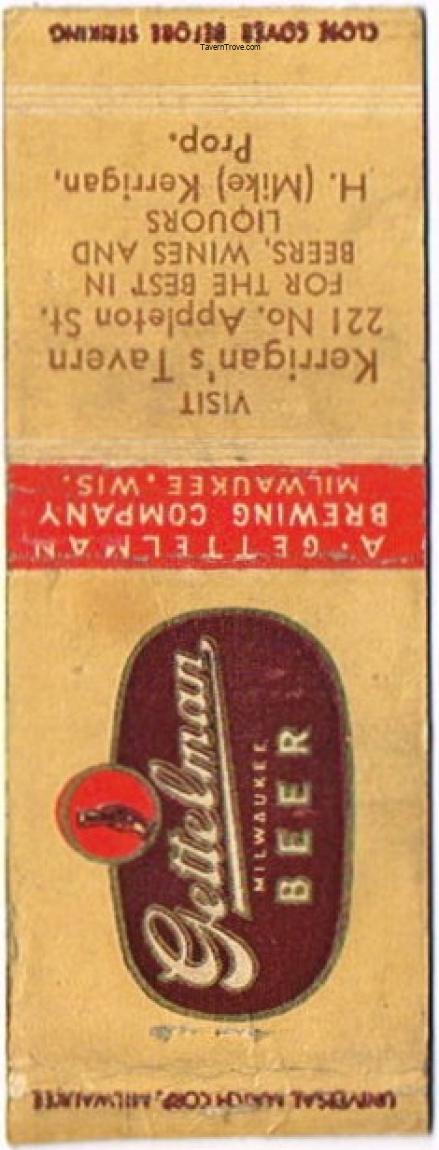 TavernTrove.com
CLOSE COVER BEFORE STRIKING
VISIT
Kerrigan's Tavern
221 No. Appleton St.
FOR THE BEST IN
BEERS, WINES AND
LIQUORS
H. (Mike) Kerrigan,
Prop.
A•GETTELMAN
BREWING COMPANY
MILWAUKEE, WIS.
Gettelman
MILWAUKEE
BEER
UNIVERSAL MATCH CORP., MILWAUKEE